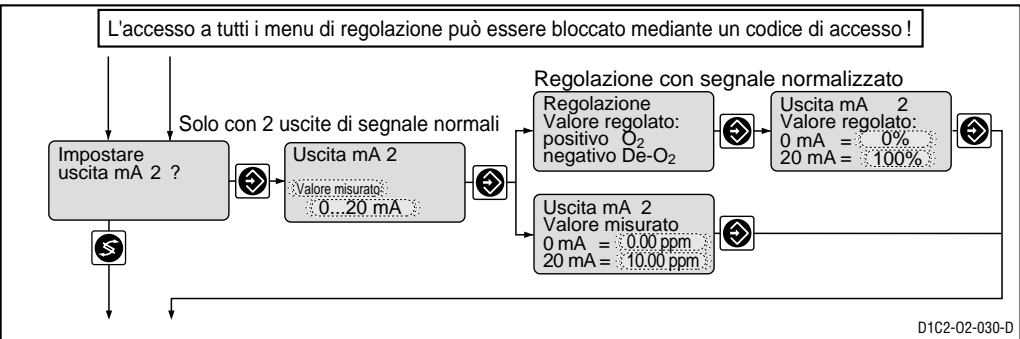 L'accesso a tutti i menu di regolazione può essere bloccato mediante un codice di accesso !
Regolazione con segnale normalizzato
Solo con 2 uscite di segnale normali
Impostare
uscita mA 2 ?
Uscita mA 2
Valore misurato
0...20 mA
Regolazione
Valore regolato:
positivo O₂
negativo De-O₂
Uscita mA 2
Valore regolato:
0 mA = 0%
20 mA = 100%
Uscita mA 2
Valore misurato
0 mA = 0.00 ppm
20 mA = 10.00 ppm
D1C2-O2-030-D